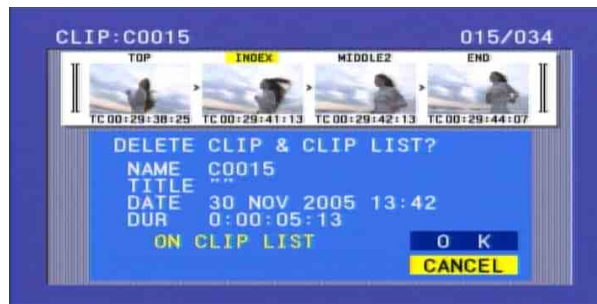 CLIP:C0015 015/034
TOP INDEX MIDDLE2 END
TC 00:29:38:25 TC 00:29:41:13 TC 00:29:42:13 TC 00:29:44:07
DELETE CLIP & CLIP LIST?
NAME C0015
TITLE ""
DATE 30 NOV 2005 13:42
DUR 0:00:05:13
ON CLIP LIST O K
CANCEL